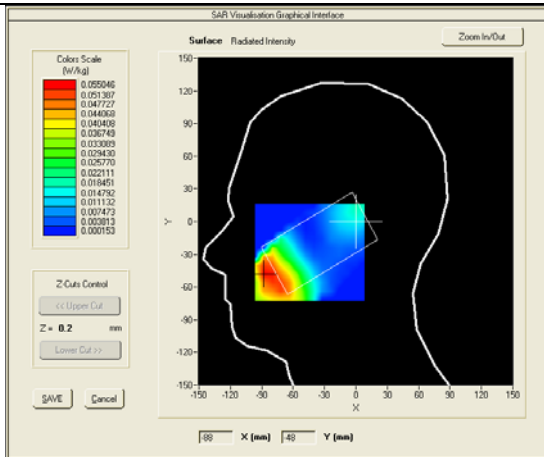 SAR Visualisation Graphical Interface
Surface Radiated Intensity
Zoom In/Out
Colors Scale
(W/kg)
0.055046
0.051387
0.047727
0.044068
0.040408
0.036749
0.033089
0.029430
0.025770
0.022111
0.018451
0.014792
0.011132
0.007473
0.003813
0.000153
Z-Cuts Control
<< Upper Cut
Z = 0.2 mm
Lower Cut >>
SAVE Cancel
150
120
90
60
30
0
-30
-60
-90
-120
-150
Y
-150 -120 -90 -60 -30 0 30 60 90 120 150
X
-88 X (mm) -48 Y (mm)